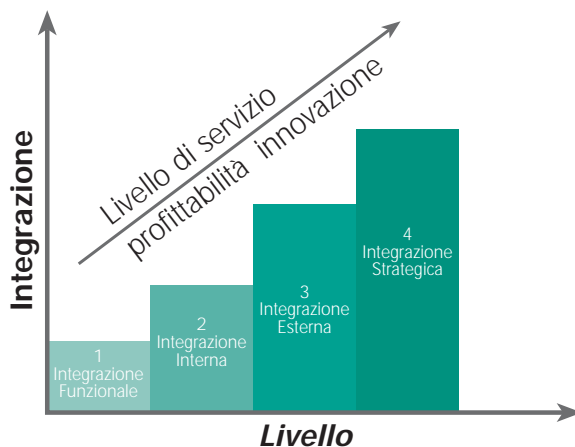 Integrazione
Livello di servizio
profittabilità innovazione
1
Integrazione
Funzionale
2
Integrazione
Interna
3
Integrazione
Esterna
4
Integrazione
Strategica
Livello